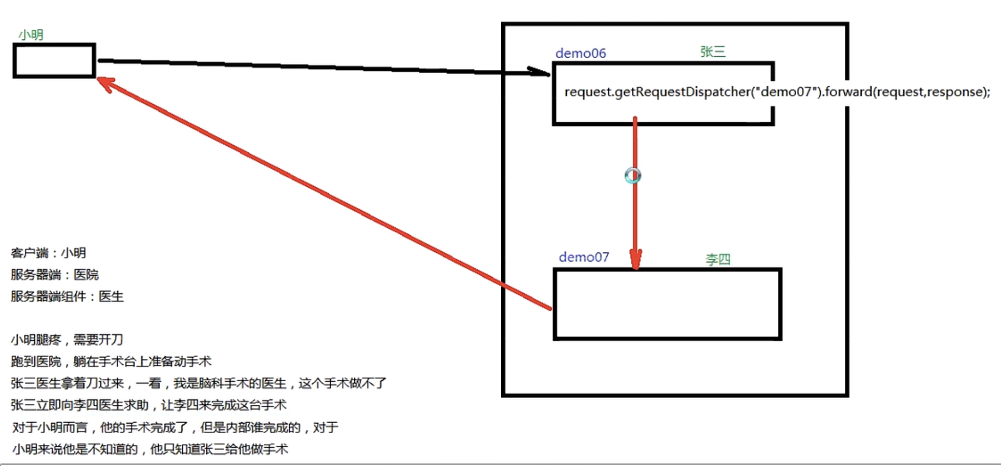 小明
demo06
张三
request.getRequestDispatcher("demo07").forward(request,response);
demo07
李四
客户端：小明
服务器端：医院
服务器端组件：医生
小明腿疼，需要开刀
跑到医院，躺在手术台上准备动手术
张三医生拿着刀过来，一看，我是脑科手术的医生，这个手术做不了
张三立即向李四医生求助，让李四来完成这台手术
对于小明而言，他的手术完成了，但是内部谁完成的，对于
小明来说他是不知道的，他只知道张三给他做手术